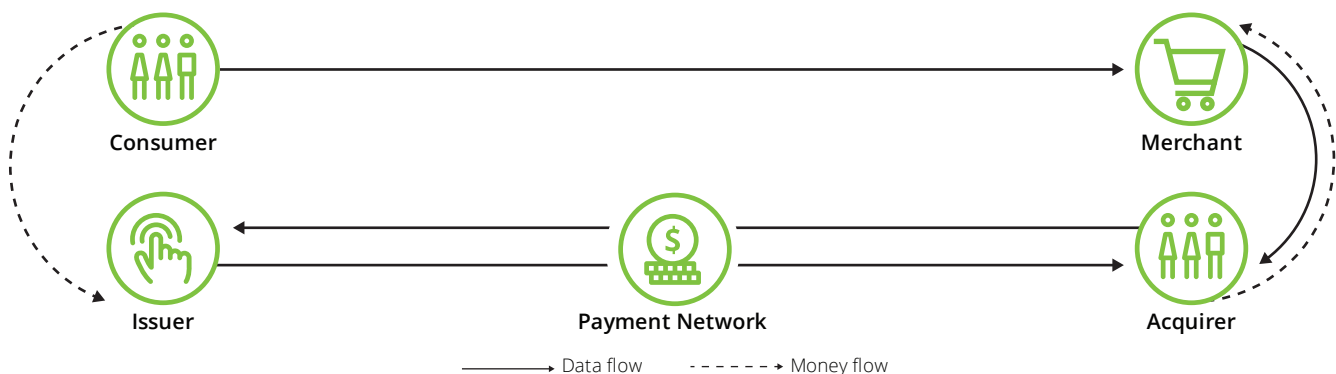 Consumer
Merchant
$
Issuer
Payment Network
Acquirer
Data flow
Money flow